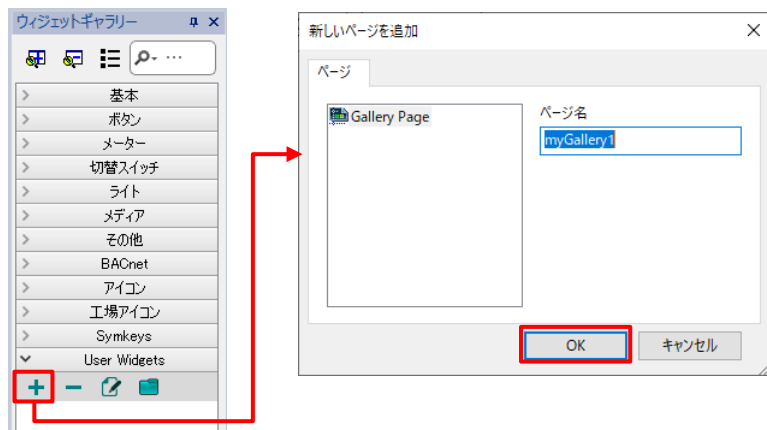 ウィジェットギャラリー
基本
ボタン
メーター
切替スイッチ
ライト
メディア
その他
BACnet
アイコン
工場アイコン
Symkeys
User Widgets
新しいページを追加
ページ
Gallery Page
ページ名
myGallery1
OK
キャンセル